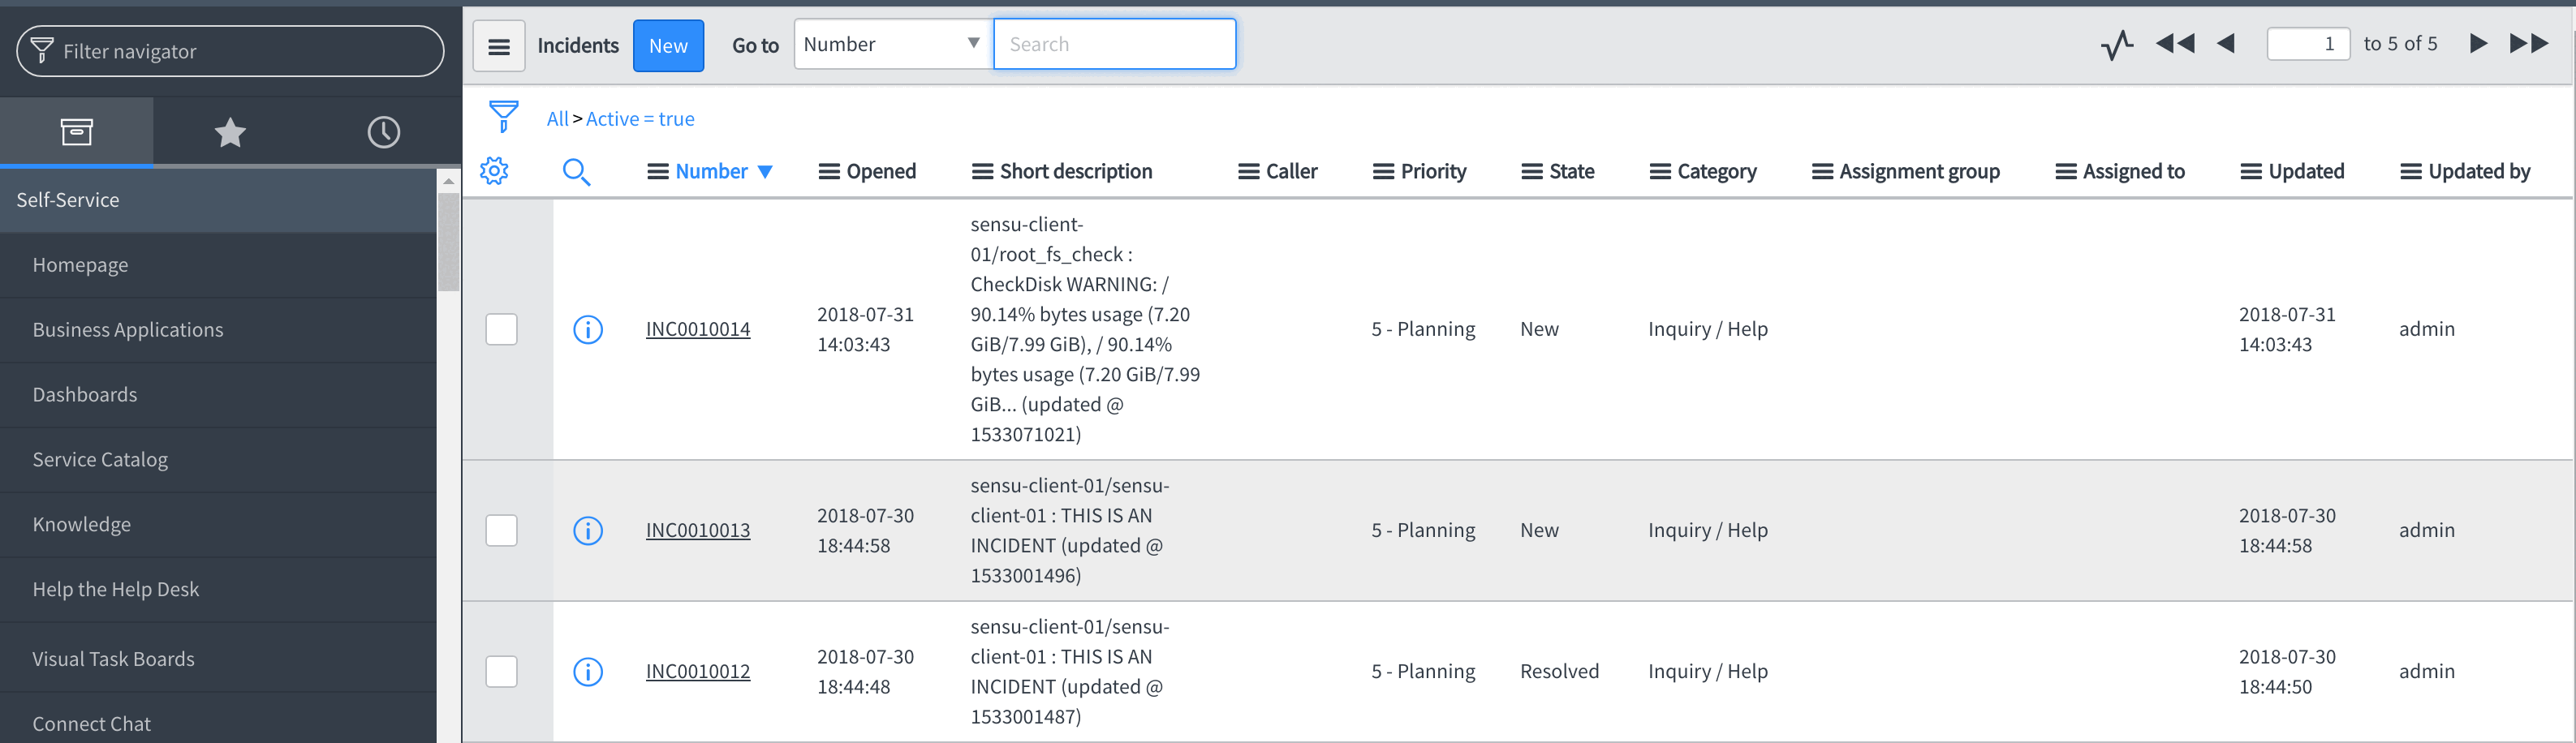 Filter navigator
Self-Service
Homepage
Business Applications
Dashboards
Service Catalog
Knowledge
Help the Help Desk
Visual Task Boards
Connect Chat
Incidents New Go to Number Search 1 to 5 of 5
All > Active = true
Number Opened Short description Caller Priority State Category Assignment group Assigned to Updated Updated by
INC0010014
2018-07-31
14:03:43
sensu-client-
01/root_fs_check :
CheckDisk WARNING: /
90.14% bytes usage (7.20
GiB/7.99 GiB), / 90.14%
bytes usage (7.20 GiB/7.99
GiB... (updated @
1533071021)
5 - Planning
New
Inquiry / Help
2018-07-31
14:03:43
admin
INC0010013
2018-07-30
18:44:58
sensu-client-01/sensu-
client-01 : THIS IS AN
INCIDENT (updated @
1533001496)
5 - Planning
New
Inquiry / Help
2018-07-30
18:44:58
admin
INC0010012
2018-07-30
18:44:48
sensu-client-01/sensu-
client-01 : THIS IS AN
INCIDENT (updated @
1533001487)
5 - Planning
Resolved
Inquiry / Help
2018-07-30
18:44:50
admin